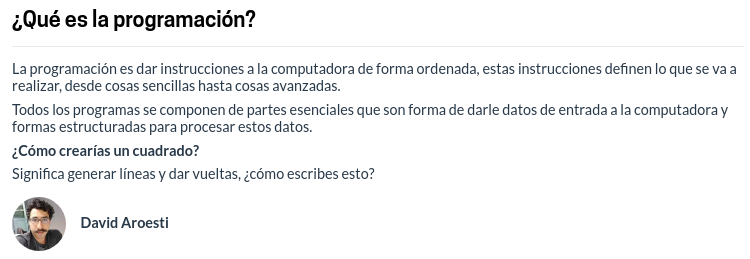 ¿Qué es la programación?
La programación es dar instrucciones a la computadora de forma ordenada, estas instrucciones definen lo que se va a
realizar, desde cosas sencillas hasta cosas avanzadas.
Todos los programas se componen de partes esenciales que son forma de darle datos de entrada a la computadora y
formas estructuradas para procesar estos datos.
¿Cómo crearías un cuadrado?
Significa generar líneas y dar vueltas, ¿cómo escribes esto?
David Aroesti